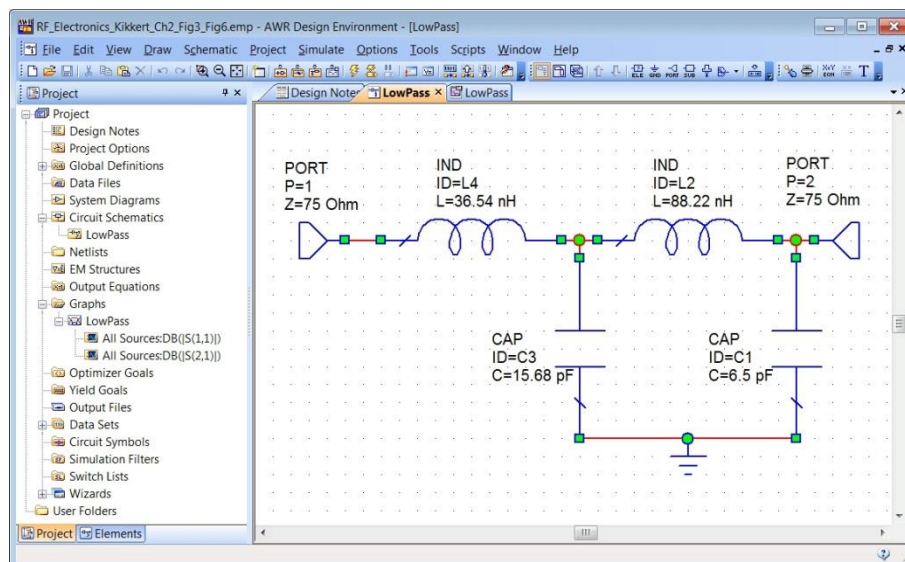 RF_Electronics_Kikkert_Ch2_Fig3_Fig6.emp - AWR Design Environment - [LowPass]
File Edit View Draw Schematic Project Simulate Options Tools Scripts Window Help
Project
Design Notes LowPass LowPass
Project
Design Notes
Project Options
Global Definitions
Data Files
System Diagrams
Circuit Schematics
LowPass
Netlists
EM Structures
Output Equations
Graphs
LowPass
All Sources:DB(|S(1,1)|)
All Sources:DB(|S(2,1)|)
Optimizer Goals
Yield Goals
Output Files
Data Sets
Circuit Symbols
Simulation Filters
Switch Lists
Wizards
User Folders
Project Elements
PORT
P=1
Z=75 Ohm
IND
ID=L4
L=36.54 nH
IND
ID=L2
L=88.22 nH
PORT
P=2
Z=75 Ohm
CAP
ID=C3
C=15.68 pF
CAP
ID=C1
C=6.5 pF